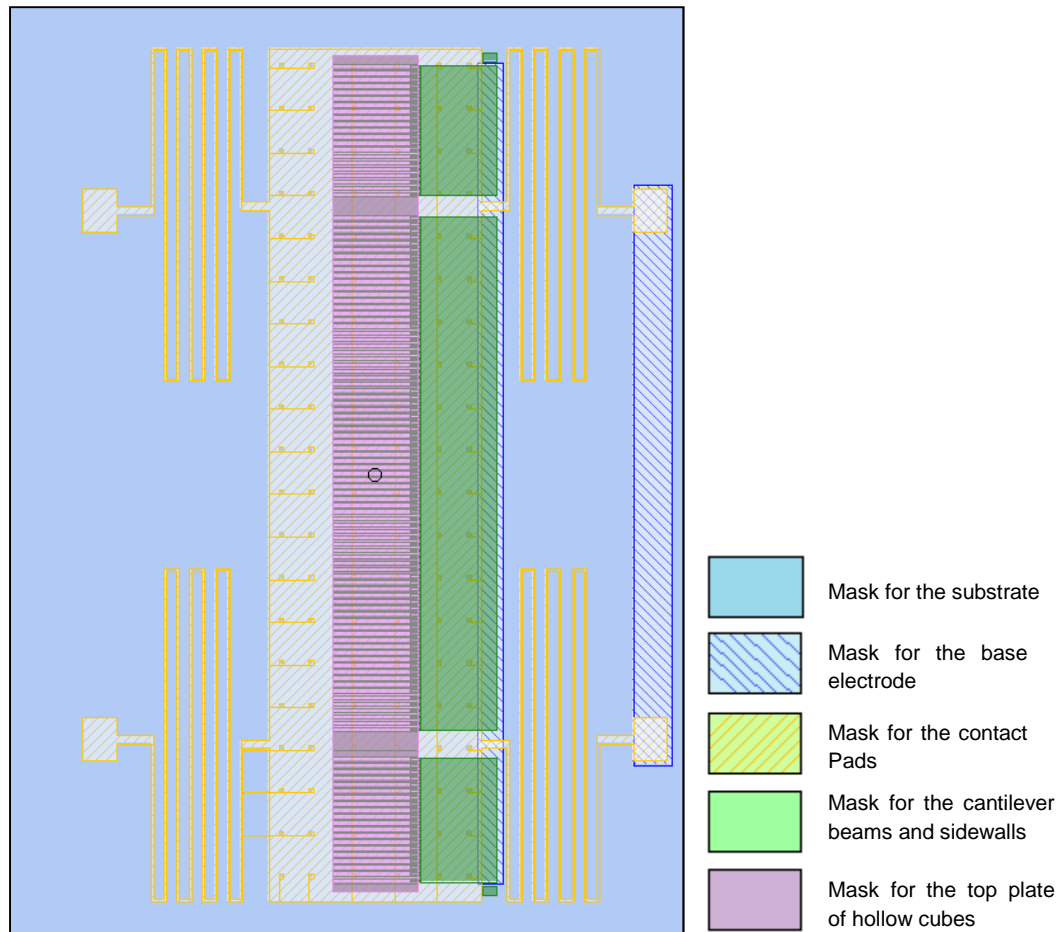 Mask for the substrate
Mask for the base
electrode
Mask for the contact
Pads
Mask for the cantilever
beams and sidewalls
Mask for the top plate
of hollow cubes